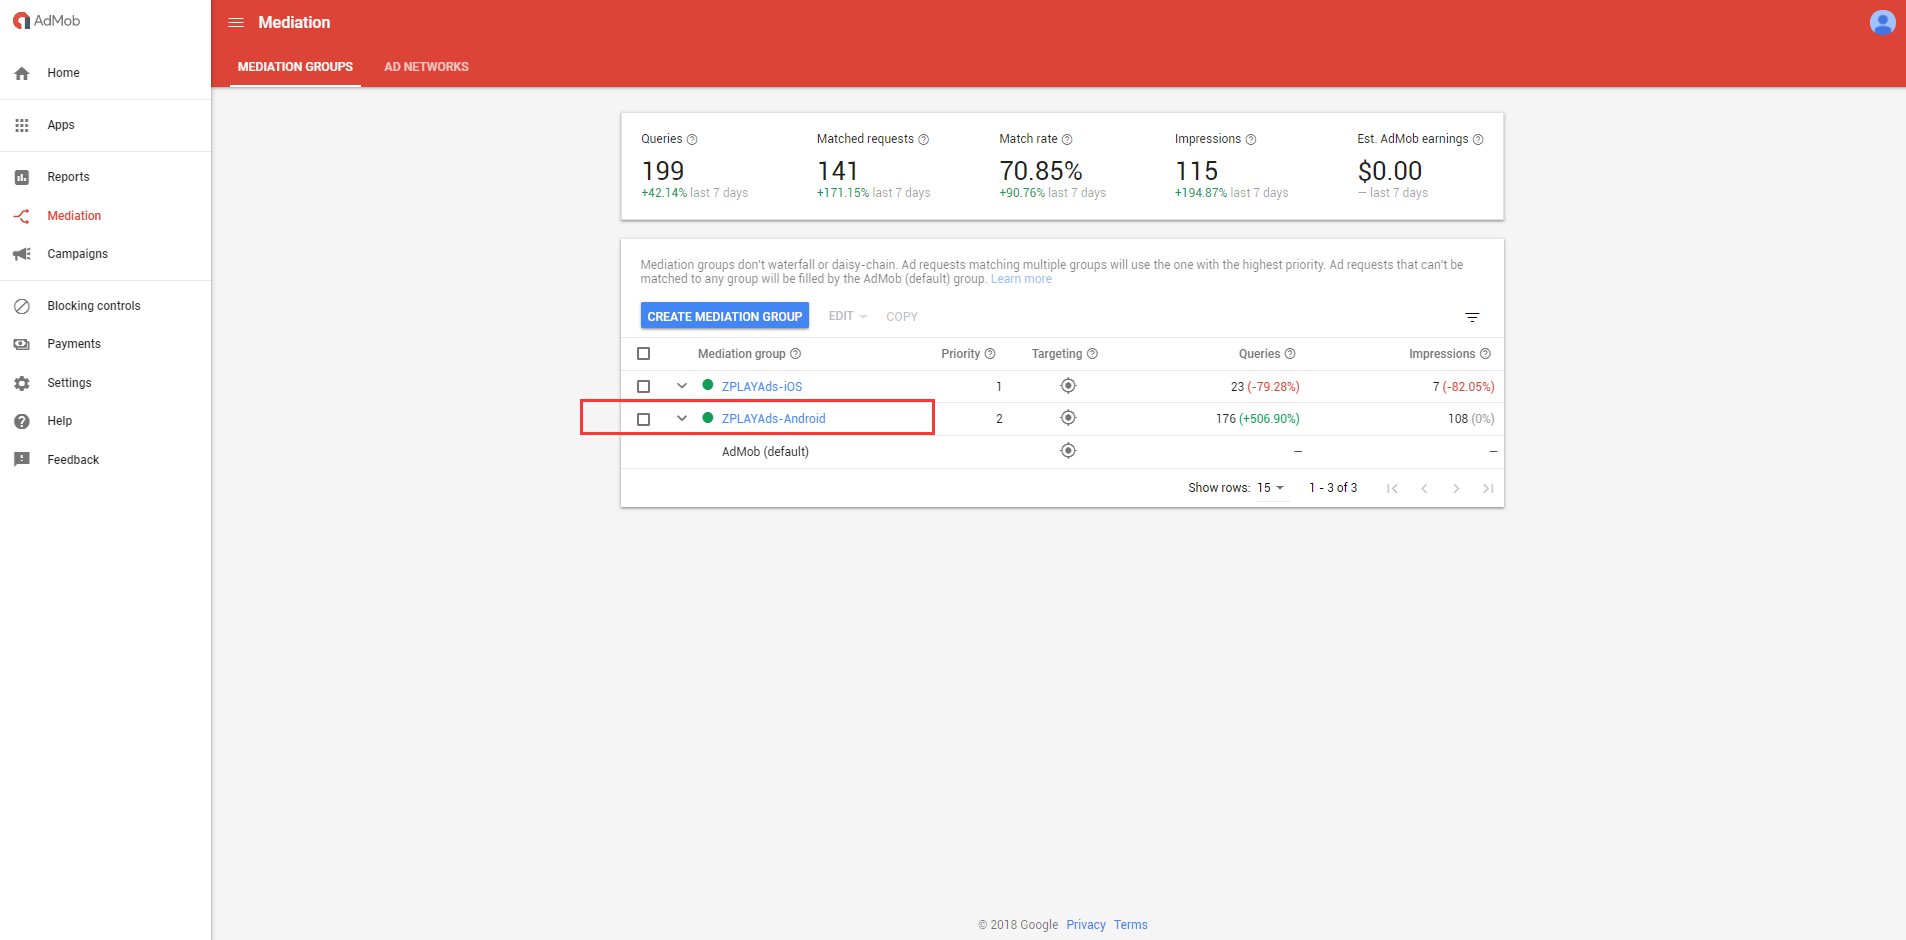 AdMob
Mediation
MEDIATION GROUPS
AD NETWORKS
Home
Apps
Reports
Mediation
Campaigns
Blocking controls
Payments
Settings
Help
Feedback
Queries
199
+42.14% last 7 days
Matched requests
141
+171.15% last 7 days
Match rate
70.85%
+90.76% last 7 days
Impressions
115
+194.87% last 7 days
Est. AdMob earnings
$0.00
— last 7 days
Mediation groups don't waterfall or daisy-chain. Ad requests matching multiple groups will use the one with the highest priority. Ad requests that can't be
matched to any group will be filled by the AdMob (default) group. Learn more
CREATE MEDIATION GROUP EDIT COPY
Mediation group Priority Targeting Queries Impressions
ZPLAYAds-iOS 1 23 (-79.28%) 7 (-82.05%)
ZPLAYAds-Android 2 176 (+506.90%) 108 (0%)
AdMob (default) — —
Show rows: 15 1 - 3 of 3
© 2018 Google Privacy Terms